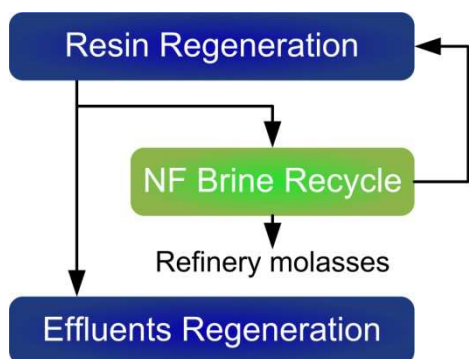 Resin Regeneration
NF Brine Recycle
Refinery molasses
Effluents Regeneration